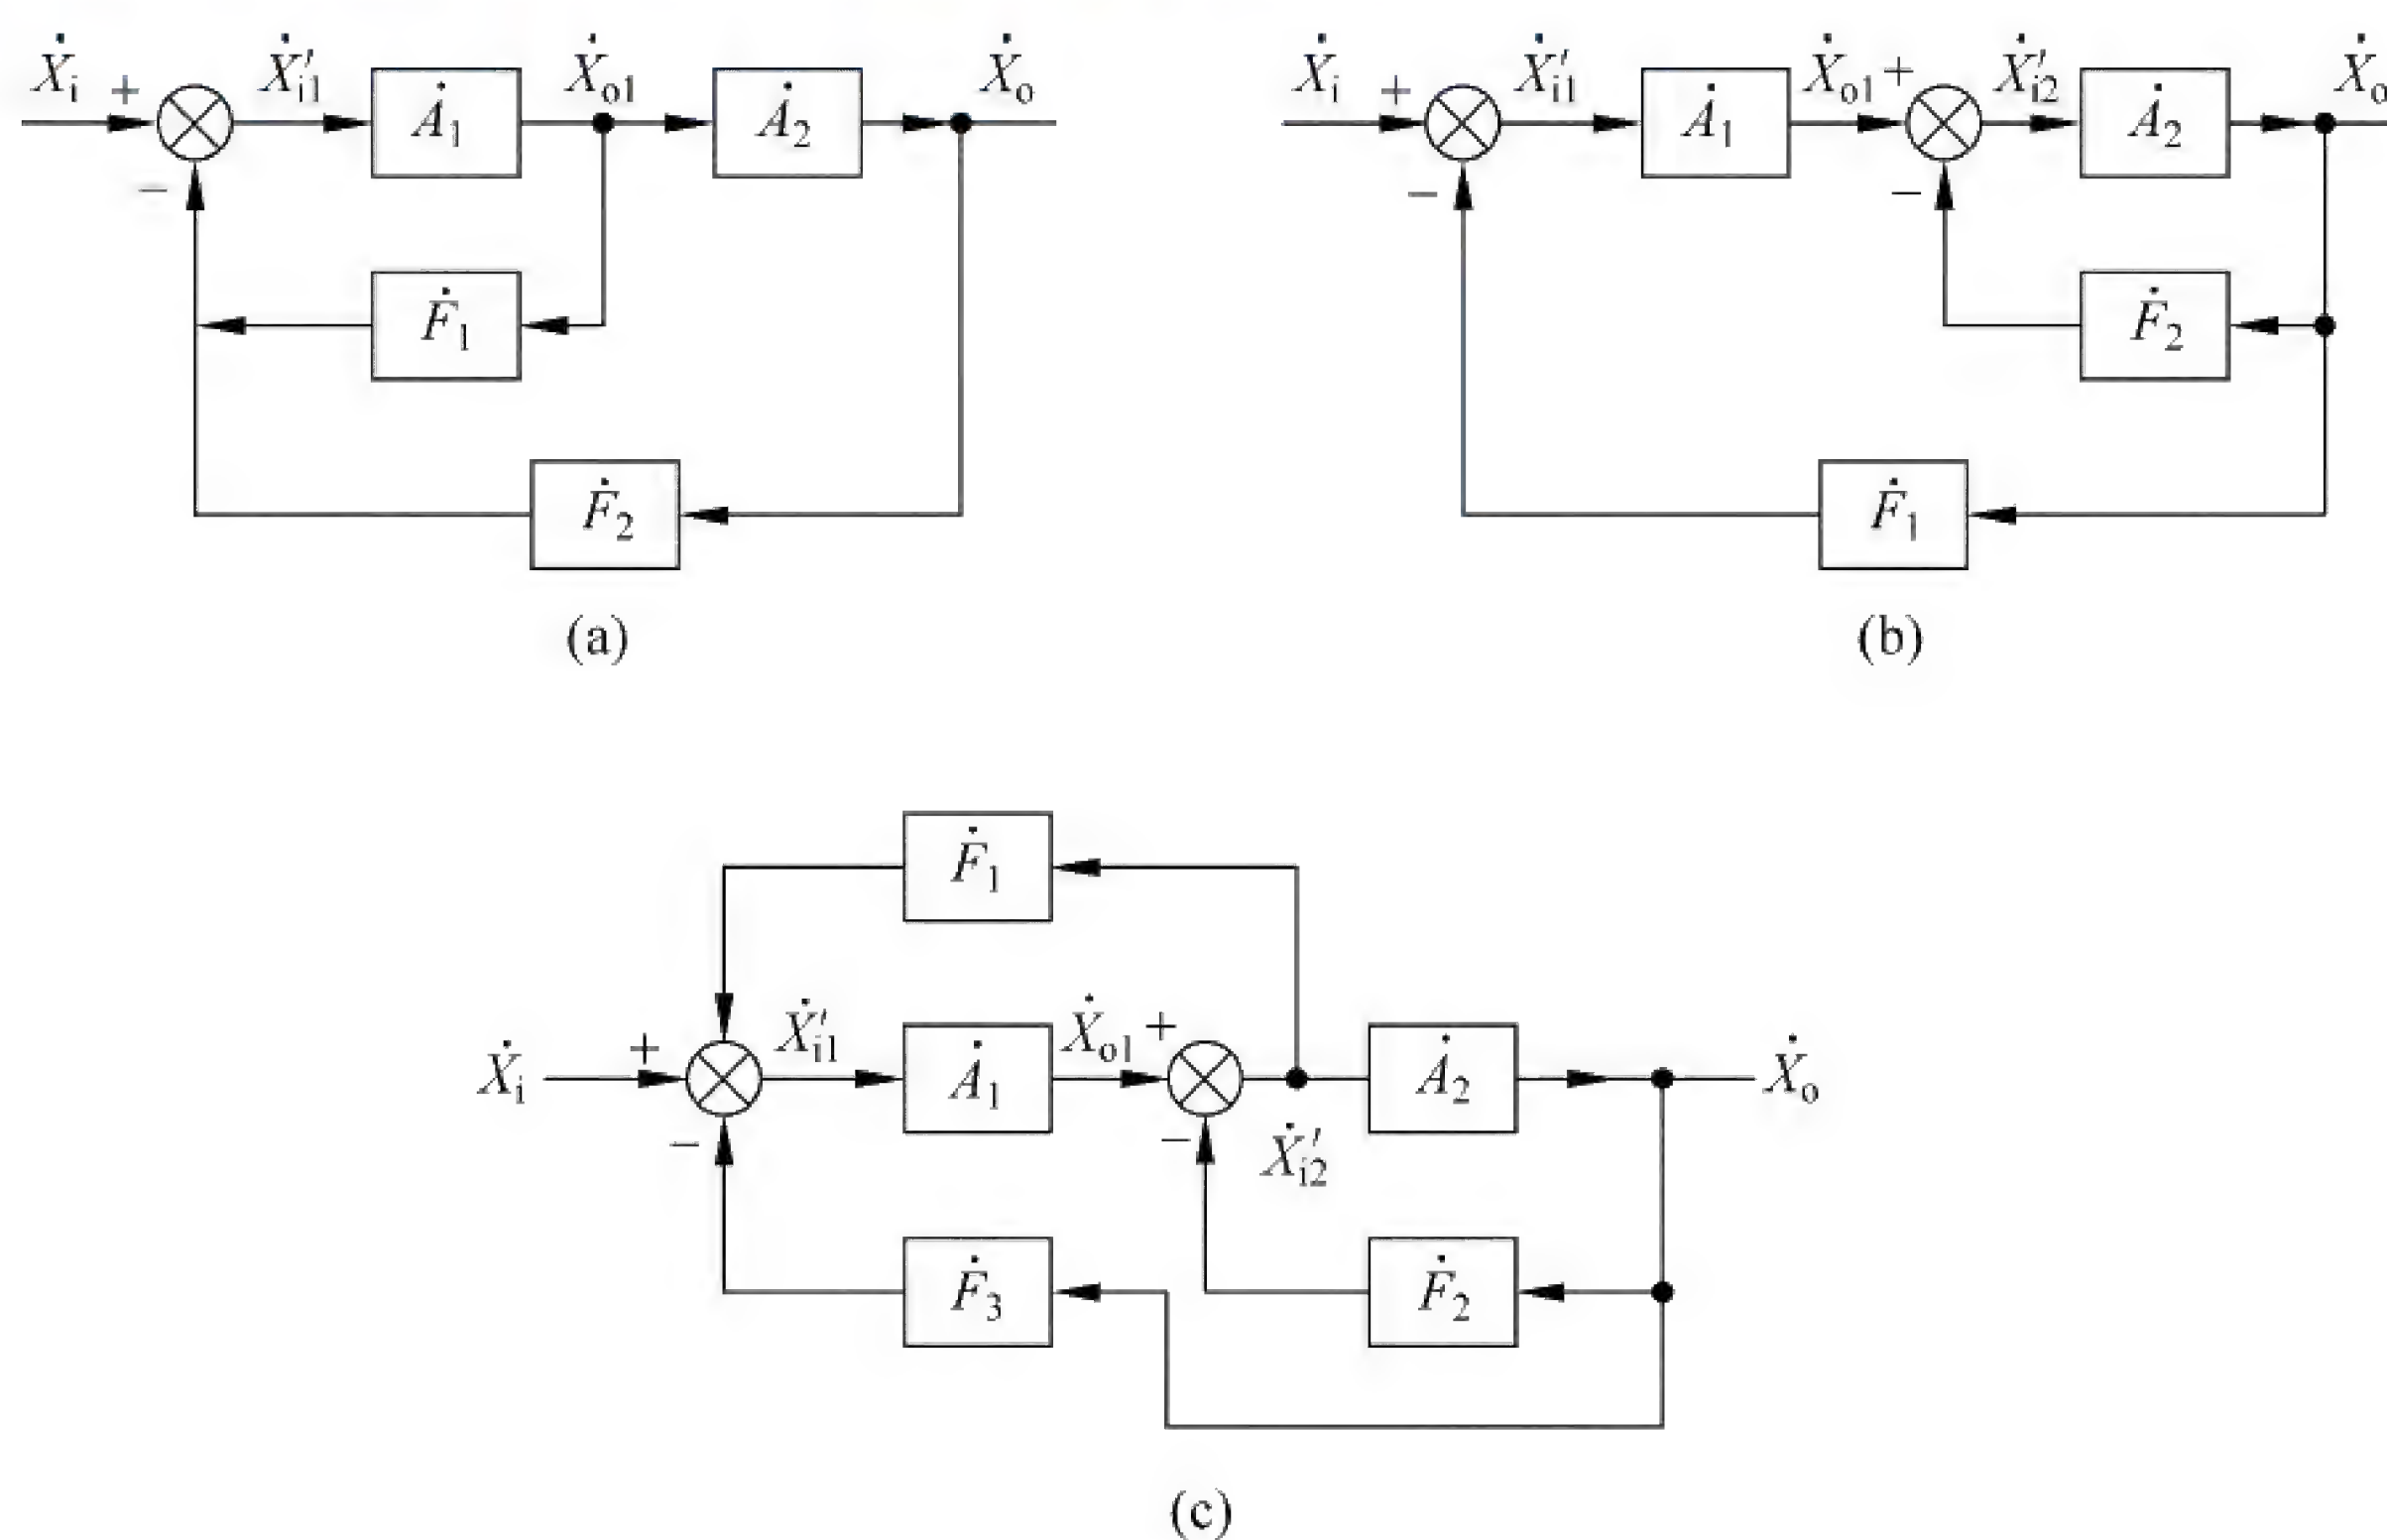 Ẋi + Ẋ′i1 Ȧ1 Ẋo1 Ȧ2 Ẋo
−
Ḟ1
Ḟ2
(a)
Ẋi + Ẋ′i1 Ȧ1 Ẋo1 + Ẋ′i2 Ȧ2 Ẋo
− −
Ḟ2
Ḟ1
(b)
Ḟ1
Ẋi + Ẋ′i1 Ȧ1 Ẋo1 + Ȧ2 Ẋo
− − Ẋ′i2
Ḟ3 Ḟ2
(c)